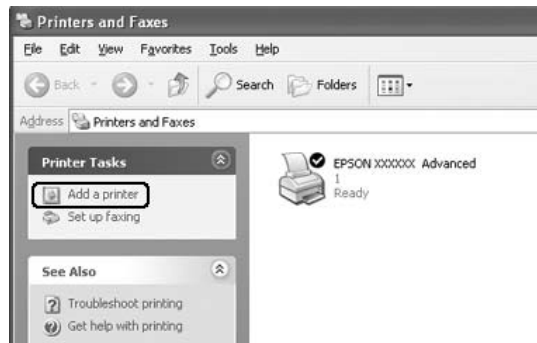 Printers and Faxes
File Edit View Favorites Tools Help
Back Search Folders
Address Printers and Faxes
Printer Tasks
Add a printer
Set up faxing
See Also
Troubleshoot printing
Get help with printing
EPSON XXXXXX Advanced
1
Ready